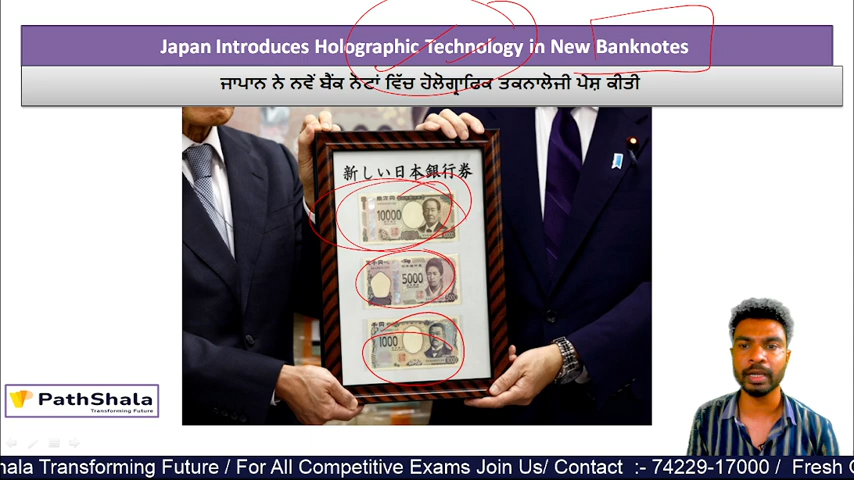 Japan Introduces Holographic Technology in New Banknotes
ਜਾਪਾਨ ਨੇ ਨਵੇਂ ਬੈਂਕ ਨੋਟਾਂ ਵਿੱਚ ਹੋਲੋਗ੍ਰਾਫਿਕ ਤਕਨਾਲੋਜੀ ਪੇਸ਼ ਕੀਤੀ
新しい日本銀行券
10000
5000
1000
PathShala
Transforming Future
hala Transforming Future / For All Competitive Exams Join Us/ Contact :- 74229-17000 / Fresh